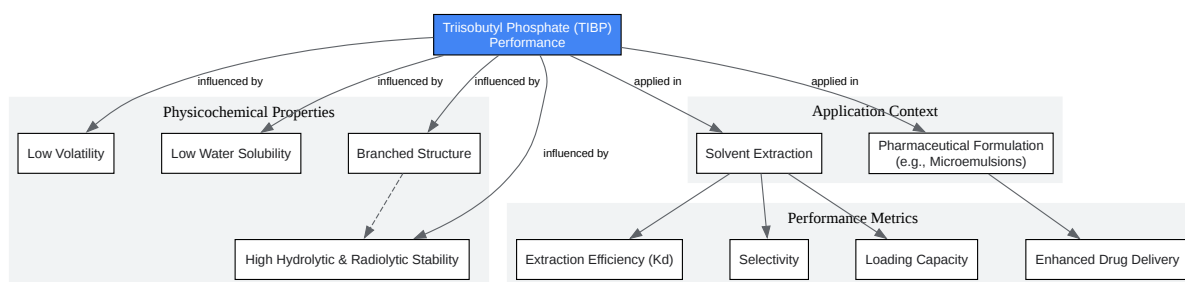 Triisobutyl Phosphate (TIBP)
Performance
influenced by
influenced by
influenced by
applied in
applied in
Physicochemical Properties
Application Context
Low Volatility
Low Water Solubility
Branched Structure
influenced by
Solvent Extraction
Pharmaceutical Formulation
(e.g., Microemulsions)
Performance Metrics
High Hydrolytic & Radiolytic Stability
Extraction Efficiency (Kd)
Selectivity
Loading Capacity
Enhanced Drug Delivery